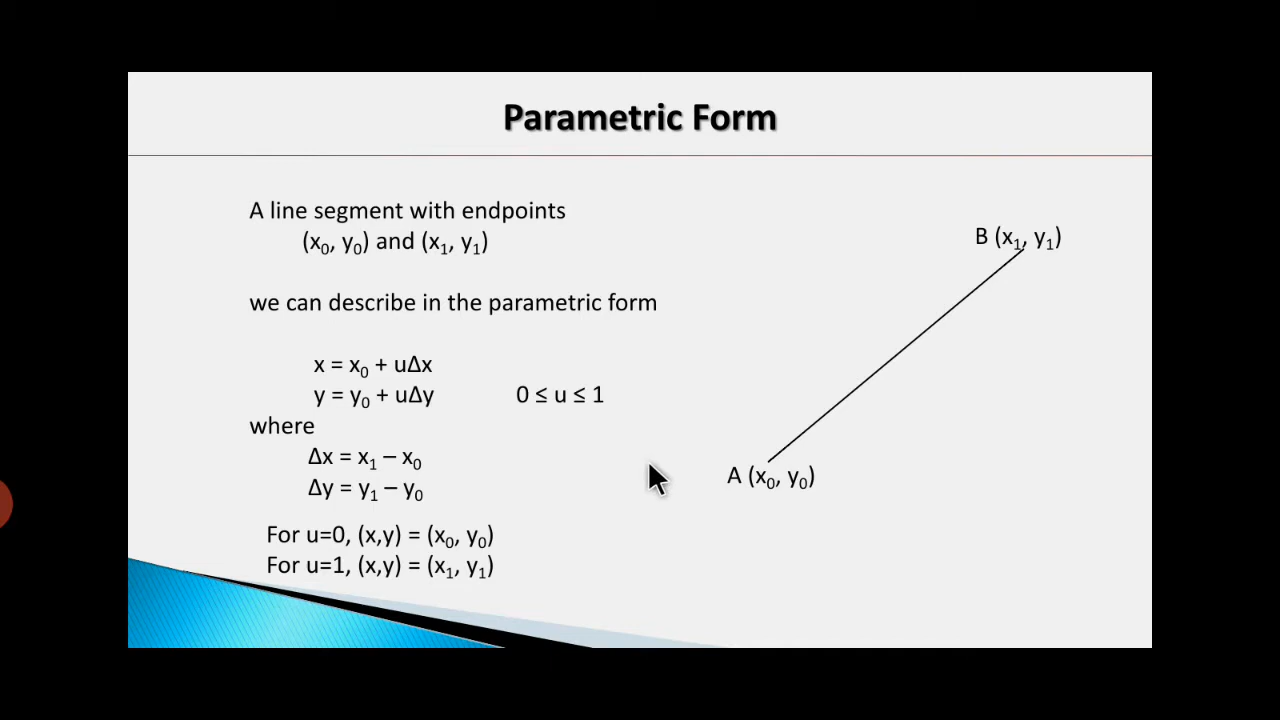 Parametric Form
A line segment with endpoints
(x₀, y₀) and (x₁, y₁)
we can describe in the parametric form
x = x₀ + uΔx
y = y₀ + uΔy 0 ≤ u ≤ 1
where
Δx = x₁ – x₀
Δy = y₁ – y₀
For u=0, (x,y) = (x₀, y₀)
For u=1, (x,y) = (x₁, y₁)
B (x₁, y₁)
A (x₀, y₀)